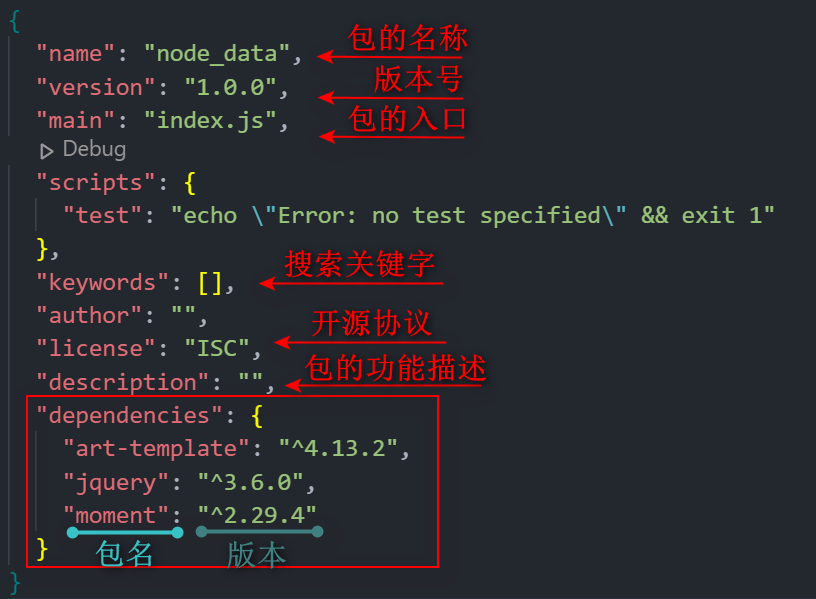 {
"name": "node_data", 包的名称
"version": "1.0.0", 版本号
"main": "index.js", 包的入口
Debug
"scripts": {
"test": "echo \"Error: no test specified\" && exit 1"
},
"keywords": [], 搜索关键字
"author": "",
"license": "ISC", 开源协议
"description": "", 包的功能描述
"dependencies": {
"art-template": "^4.13.2",
"jquery": "^3.6.0",
"moment": "^2.29.4"
} 包名 版本
}